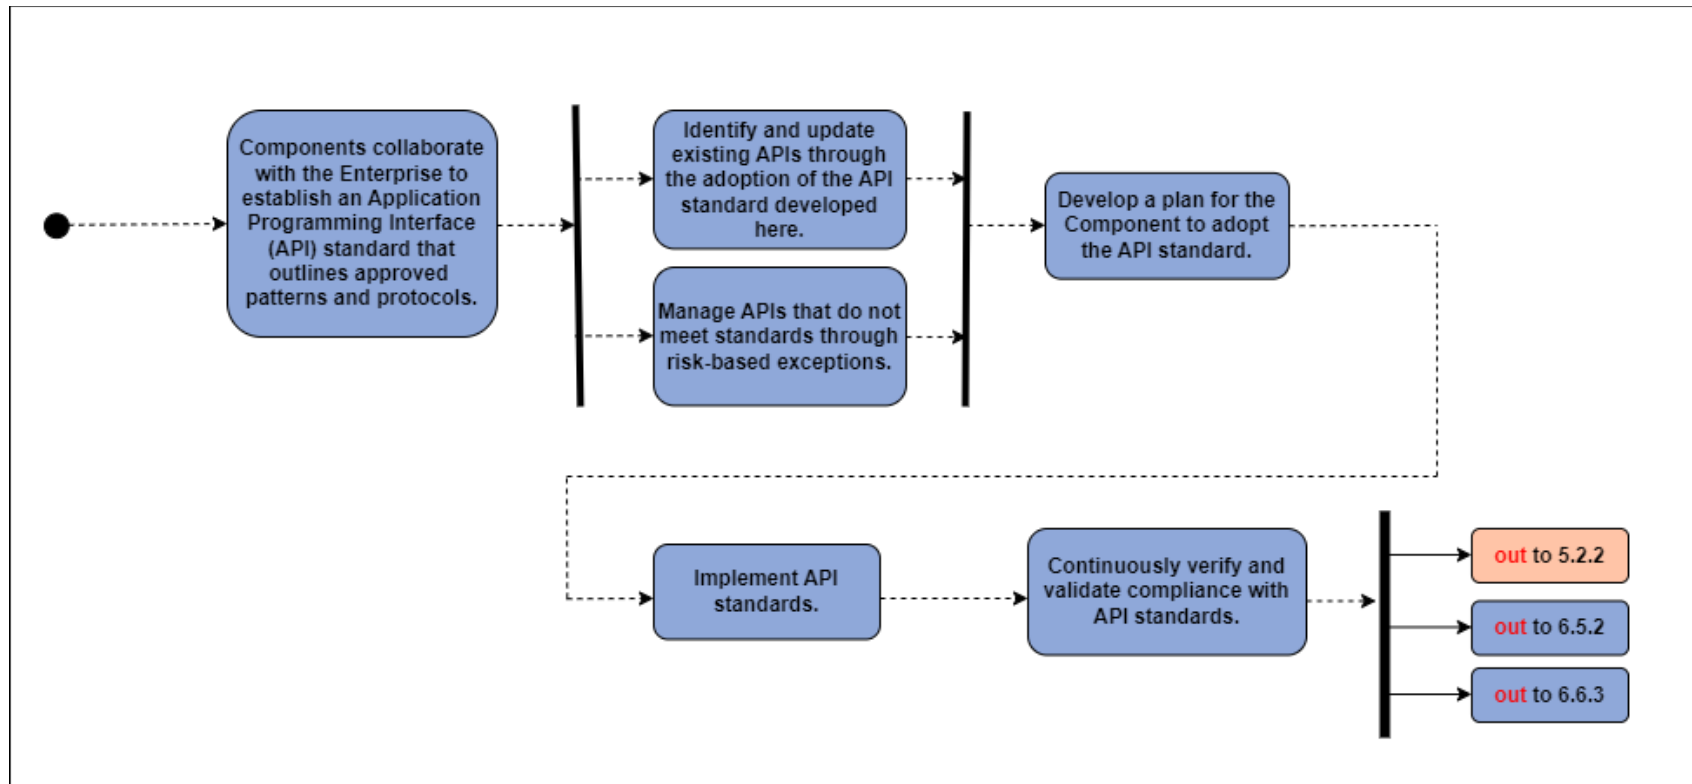 Components collaborate
with the Enterprise to
establish an Application
Programming Interface
(API) standard that
outlines approved
patterns and protocols.
Identify and update
existing APIs through
the adoption of the API
standard developed
here.
Manage APIs that do not
meet standards through
risk-based exceptions.
Develop a plan for the
Component to adopt
the API standard.
Implement API
standards.
Continuously verify and
validate compliance with
API standards.
out to 5.2.2
out to 6.5.2
out to 6.6.3